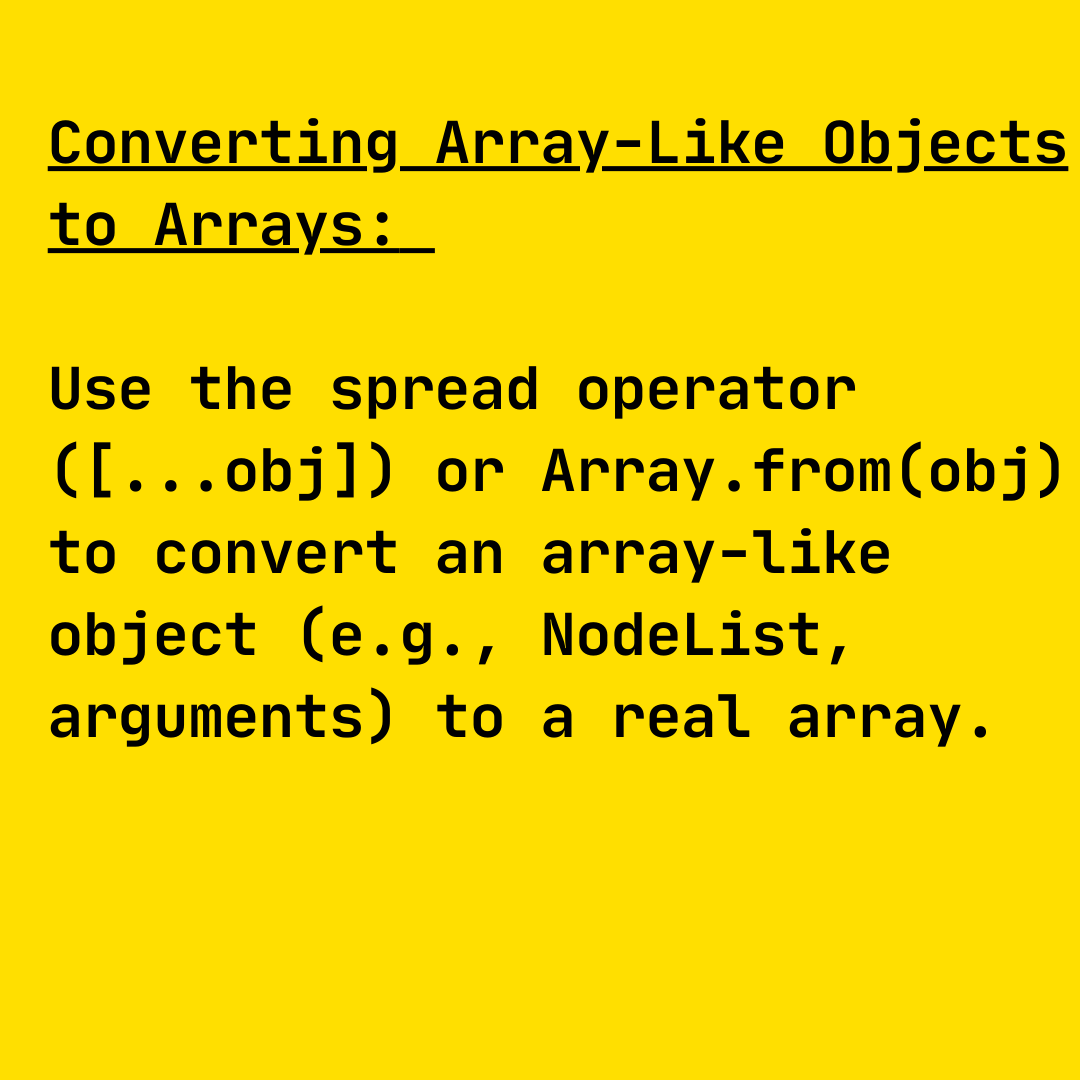 Converting Array-Like Objects
to Arrays:
Use the spread operator
([...obj]) or Array.from(obj)
to convert an array-like
object (e.g., NodeList,
arguments) to a real array.